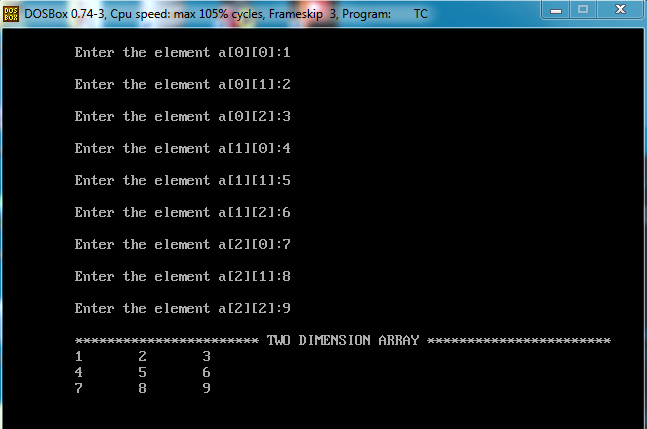 DOS BOX DOSBox 0.74-3, Cpu speed: max 105% cycles, Frameskip 3, Program: TC
Enter the element a[0][0]:1
Enter the element a[0][1]:2
Enter the element a[0][2]:3
Enter the element a[1][0]:4
Enter the element a[1][1]:5
Enter the element a[1][2]:6
Enter the element a[2][0]:7
Enter the element a[2][1]:8
Enter the element a[2][2]:9
*********************** TWO DIMENSION ARRAY ***********************
1 2 3
4 5 6
7 8 9